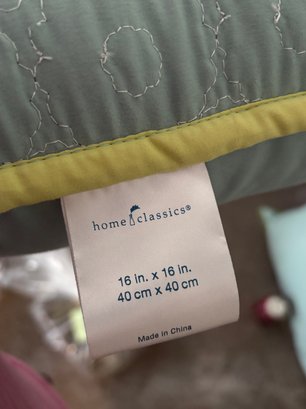 home classics®
16 in. x 16 in.
40 cm x 40 cm
Made in China